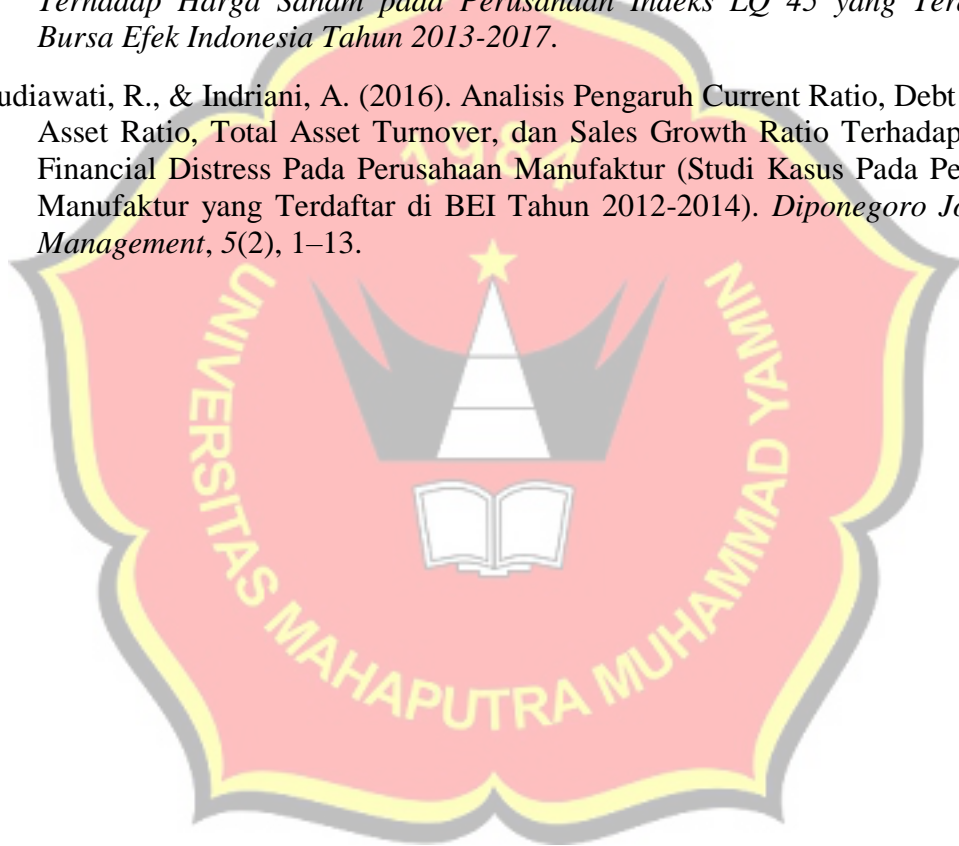 Terhadap Harga Saham pada Perusahaan Indeks LQ 45 yang
Bursa Efek Indonesia Tahun 2013-2017.
udiawati, R., & Indriani, A. (2016). Analisis Pengaruh Current Ratio, Debt
Asset Ratio, Total Asset Turnover, dan Sales Growth Ratio Terhadap
Financial Distress Pada Perusahaan Manufaktur (Studi Kasus Pada Pe
Manufaktur yang Terdaftar di BEI Tahun 2012-2014). Diponegoro Jo
Management, 5(2), 1–13.
1984
UNIVERSITAS MAHAPUTRA MUHAMMAD YAMIN